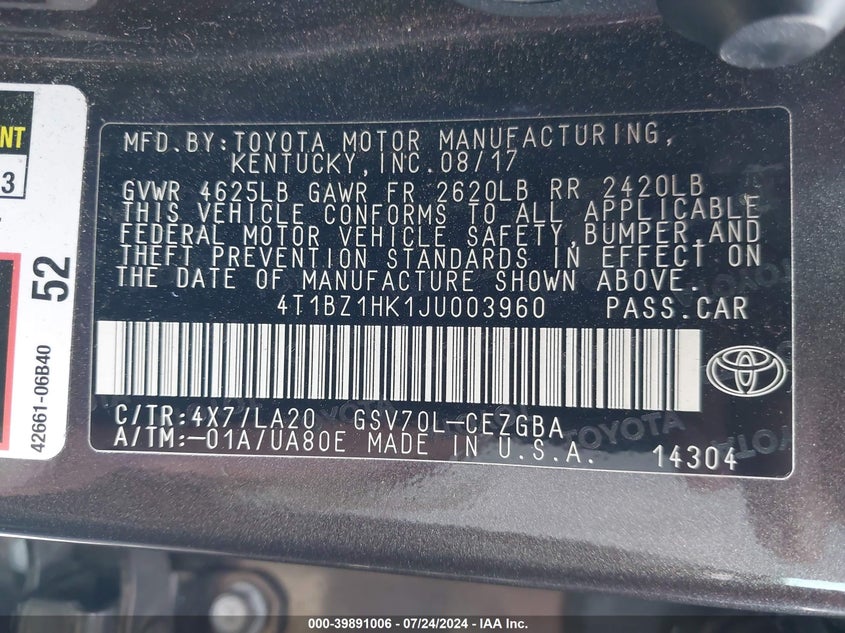 NT
3
52
42661-06B40
MFD.BY:TOYOTA MOTOR MANUFACTURING,
KENTUCKY,INC.08/17
GVWR 4625LB GAWR FR 2620LB RR 2420LB
THIS VEHICLE CONFORMS TO ALL APPLICABLE
FEDERAL MOTOR VEHICLE SAFETY,BUMPER,AND
THEFT PREVENTION STANDARDS IN EFFECT ON
THE DATE OF MANUFACTURE SHOWN ABOVE.
4T1BZ1HK1JU003960 PASS.CAR
C/TR:4X7/LA20 GSV70L-CEZGBA
A/TM:-01A/UA80E MADE IN U.S.A. 14304
000-39891006 07/24/2024 - IAA Inc.